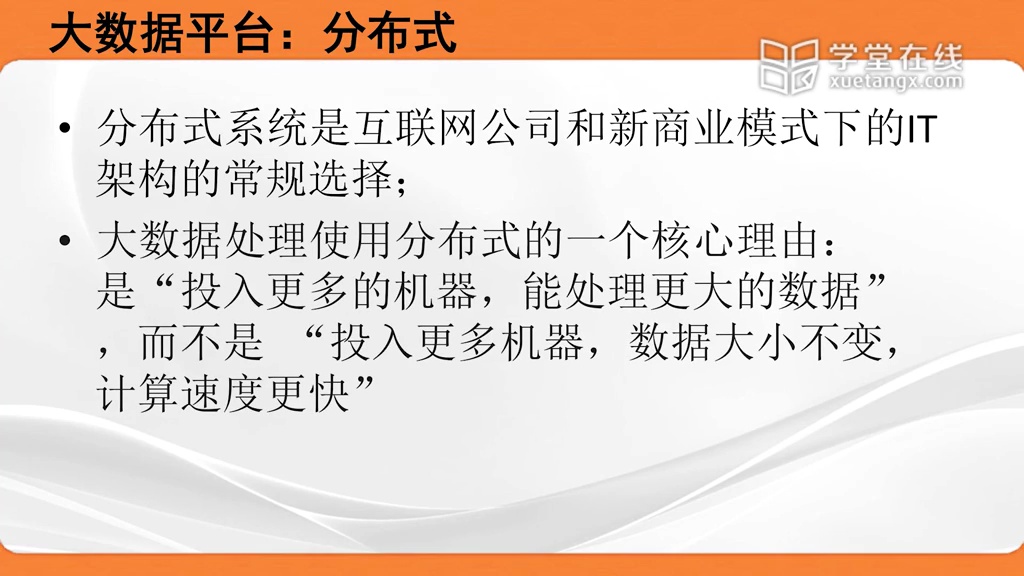 大数据平台：分布式
学堂在线
xuetangx.com
• 分布式系统是互联网公司和新商业模式下的IT
架构的常规选择；
• 大数据处理使用分布式的一个核心理由：
是“投入更多的机器，能处理更大的数据”
，而不是 “投入更多机器，数据大小不变，
计算速度更快”